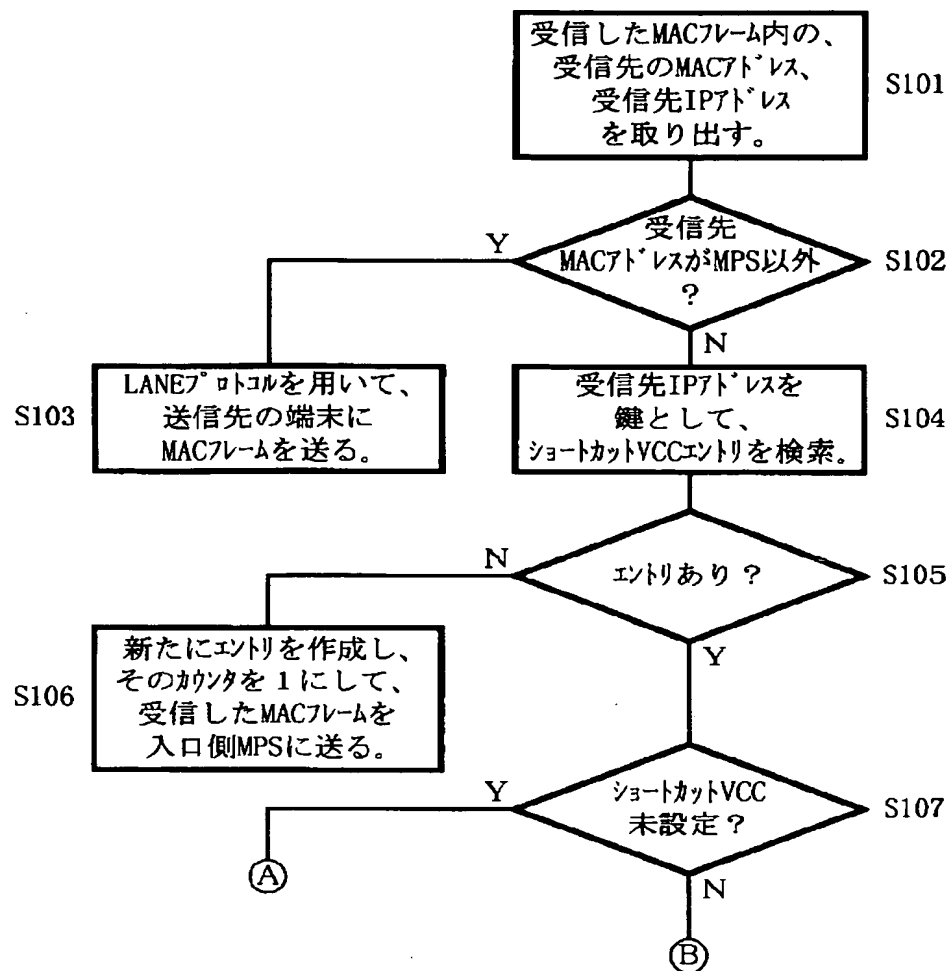 受信したMACﾌﾚｰﾑ内の、
受信先のMACｱﾄﾞﾚｽ、
受信先IPｱﾄﾞﾚｽ
を取り出す。
S101
受信先
MACｱﾄﾞﾚｽがMPS以外
?
S102
Y
N
LANEﾌﾟﾛﾄｺﾙを用いて、
送信先の端末に
MACﾌﾚｰﾑを送る。
S103
受信先IPｱﾄﾞﾚｽを
鍵として、
ｼｮｰﾄｶｯﾄVCCｴﾝﾄﾘを検索。
S104
ｴﾝﾄﾘあり?
S105
N
Y
新たにｴﾝﾄﾘを作成し、
そのｶｳﾝﾀを1にして、
受信したMACﾌﾚｰﾑを
入口側MPSに送る。
S106
ｼｮｰﾄｶｯﾄVCC
未設定?
S107
Y
N
A
B